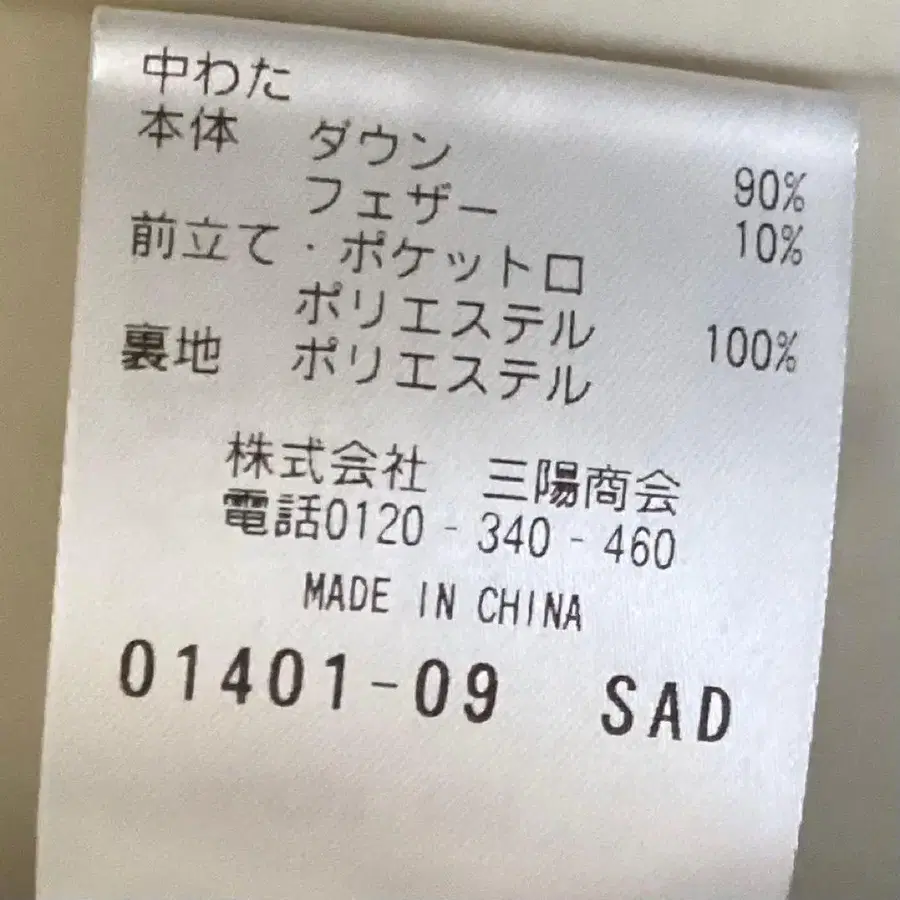 中わた
本体 ダウン 90%
フェザー 10%
前立て・ポケット口
ポリエステル 100%
裏地 ポリエステル
株式会社 三陽商会
電話0120-340-460
MADE IN CHINA
01401-09 SAD